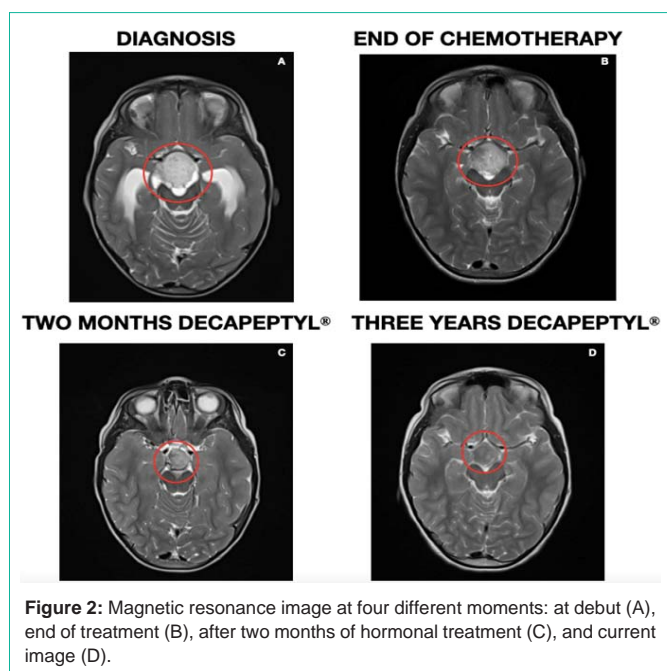 DIAGNOSIS
END OF CHEMOTHERAPY
A
B
TWO MONTHS DECAPEPTYL®
THREE YEARS DECAPEPTYL®
C
D
Figure 2: Magnetic resonance image at four different moments: at debut (A),
end of treatment (B), after two months of hormonal treatment (C), and current
image (D).